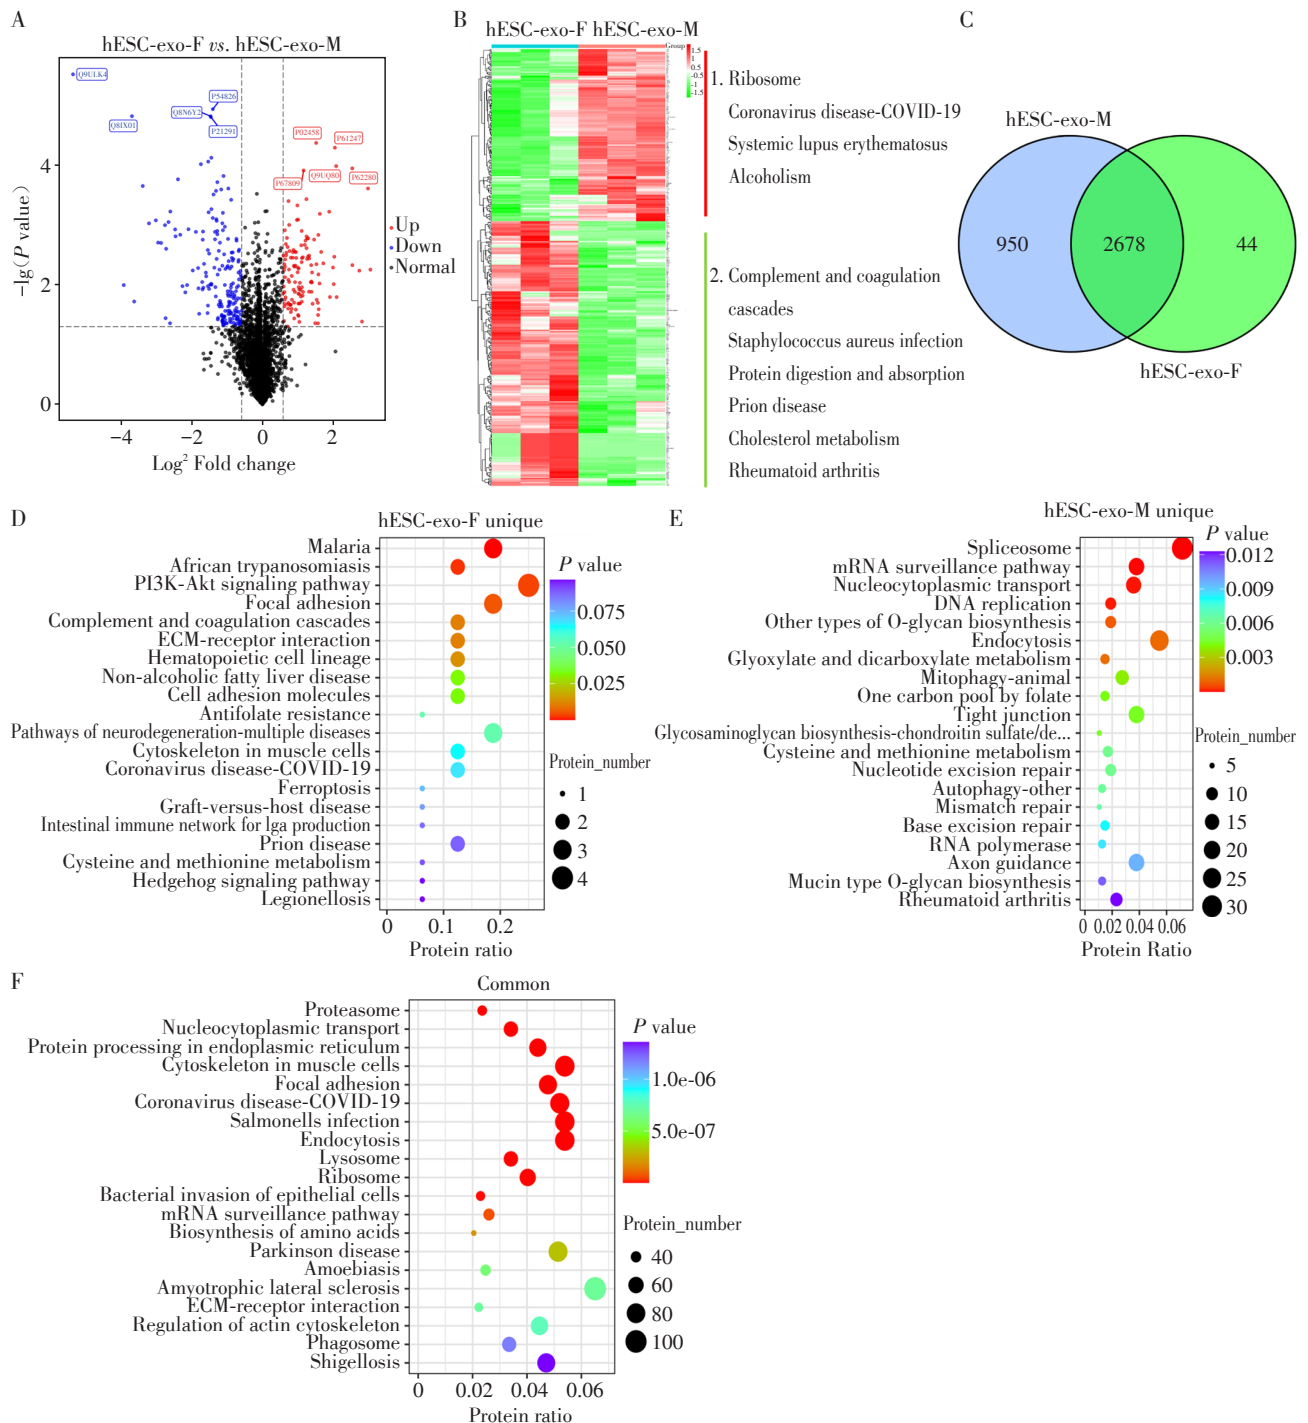 A
hESC-exo-F vs. hESC-exo-M
Q9ULK4
P54826
Q8N6Y2
Q8IX01
P21291
P02458
P61247
Q9UQ80
P67809
P62280
−lg(P value)
4
2
0
−4
−2
0
2
Log² Fold change
Up
Down
Normal
B
hESC-exo-F hESC-exo-M
Group
1.5
1
0.5
-0.5
-1
-1.5
1. Ribosome
Coronavirus disease-COVID-19
Systemic lupus erythematosus
Alcoholism
2. Complement and coagulation
cascades
Staphylococcus aureus infection
Protein digestion and absorption
Prion disease
Cholesterol metabolism
Rheumatoid arthritis
C
hESC-exo-M
950
2678
44
hESC-exo-F
D
hESC-exo-F unique
Malaria
African trypanosomiasis
PI3K-Akt signaling pathway
Focal adhesion
Complement and coagulation cascades
ECM-receptor interaction
Hematopoietic cell lineage
Non-alcoholic fatty liver disease
Cell adhesion molecules
Antifolate resistance
Pathways of neurodegeneration-multiple diseases
Cytoskeleton in muscle cells
Coronavirus disease-COVID-19
Ferroptosis
Graft-versus-host disease
Intestinal immune network for lga production
Prion disease
Cysteine and methionine metabolism
Hedgehog signaling pathway
Legionellosis
0
0.1
0.2
Protein ratio
P value
0.075
0.050
0.025
Protein_number
1
2
3
4
E
hESC-exo-M unique
Spliceosome
mRNA surveillance pathway
Nucleocytoplasmic transport
DNA replication
Other types of O-glycan biosynthesis
Endocytosis
Glyoxylate and dicarboxylate metabolism
Mitophagy-animal
One carbon pool by folate
Tight junction
Glycosaminoglycan biosynthesis-chondroitin sulfate/de...
Cysteine and methionine metabolism
Nucleotide excision repair
Autophagy-other
Mismatch repair
Base excision repair
RNA polymerase
Axon guidance
Mucin type O-glycan biosynthesis
Rheumatoid arthritis
0 0.02 0.04 0.06
Protein Ratio
P value
0.012
0.009
0.006
0.003
Protein_number
5
10
15
20
25
30
F
Common
Proteasome
Nucleocytoplasmic transport
Protein processing in endoplasmic reticulum
Cytoskeleton in muscle cells
Focal adhesion
Coronavirus disease-COVID-19
Salmonells infection
Endocytosis
Lysosome
Ribosome
Bacterial invasion of epithelial cells
mRNA surveillance pathway
Biosynthesis of amino acids
Parkinson disease
Amoebiasis
Amyotrophic lateral sclerosis
ECM-receptor interaction
Regulation of actin cytoskeleton
Phagosome
Shigellosis
0
0.02
0.04
0.06
Protein ratio
P value
1.0e-06
5.0e-07
Protein_number
40
60
80
100